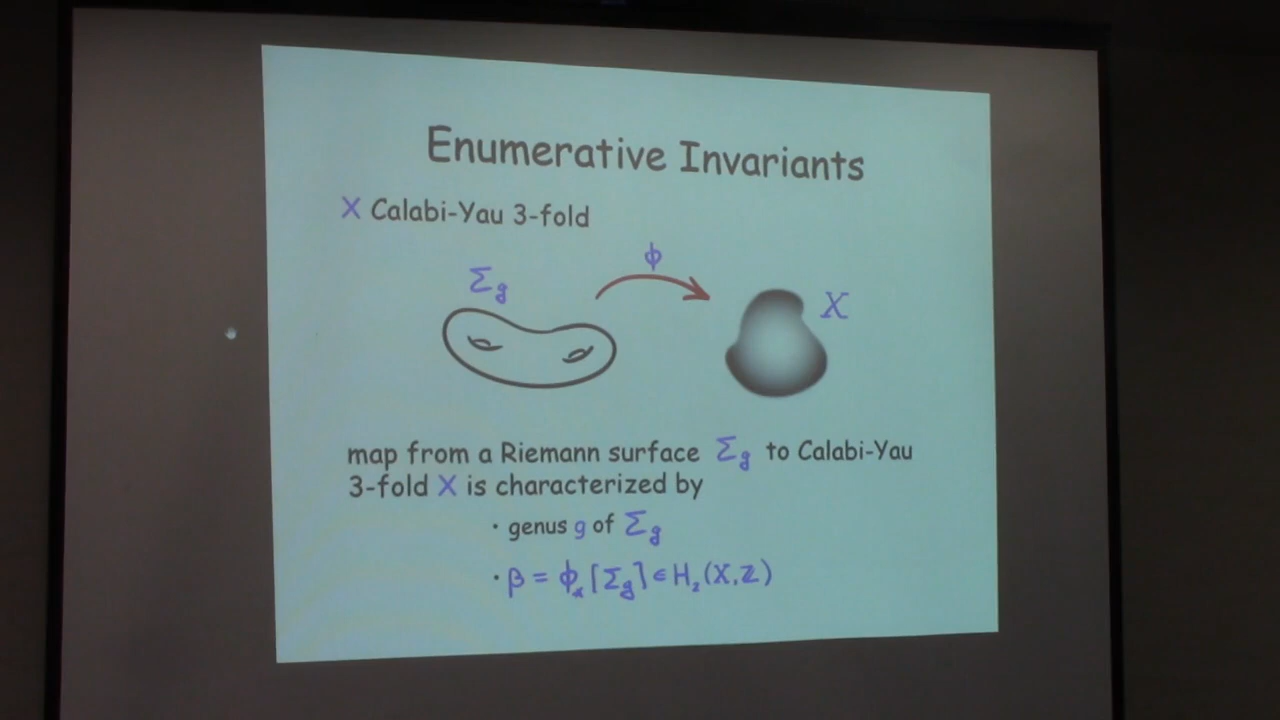 Enumerative Invariants
X Calabi-Yau 3-fold
Σg
ϕ
X
map from a Riemann surface Σg to Calabi-Yau
3-fold X is characterized by
· genus g of Σg
· β = ϕ*[Σg] ∈ H₂(X,Z)